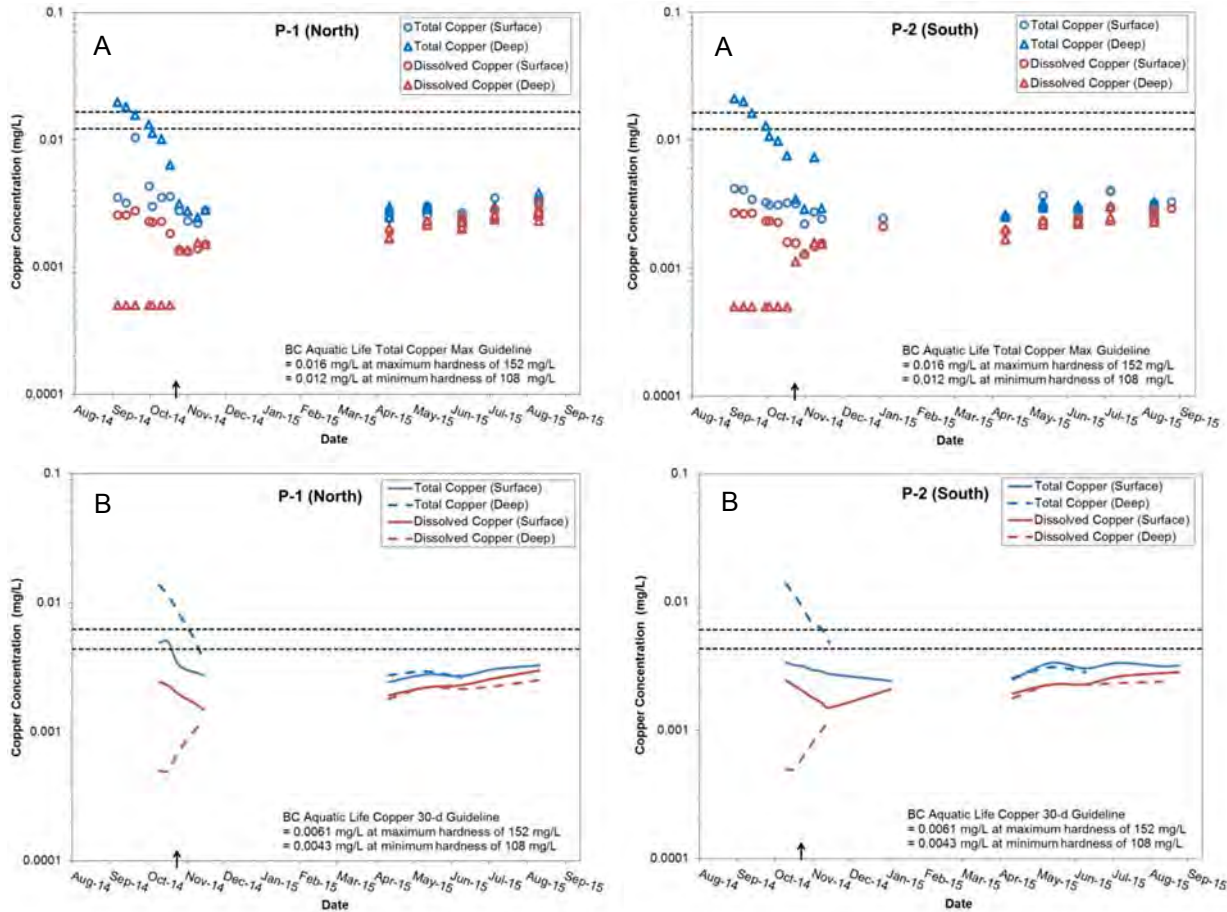 A
P-1 (North)
Total Copper (Surface)
Total Copper (Deep)
Dissolved Copper (Surface)
Dissolved Copper (Deep)
0.1
0.01
0.001
0.0001
Copper Concentration (mg/L)
BC Aquatic Life Total Copper Max Guideline
= 0.016 mg/L at maximum hardness of 152 mg/L
= 0.012 mg/L at minimum hardness of 108 mg/L
Aug-14
Sep-14
Oct-14
Nov-14
Dec-14
Jan-15
Feb-15
Mar-15
Apr-15
May-15
Jun-15
Jul-15
Aug-15
Sep-15
Date
A
P-2 (South)
Total Copper (Surface)
Total Copper (Deep)
Dissolved Copper (Surface)
Dissolved Copper (Deep)
0.1
0.01
0.001
0.0001
Copper Concentration (mg/L)
BC Aquatic Life Total Copper Max Guideline
= 0.016 mg/L at maximum hardness of 152 mg/L
= 0.012 mg/L at minimum hardness of 108 mg/L
Aug-14
Sep-14
Oct-14
Nov-14
Dec-14
Jan-15
Feb-15
Mar-15
Apr-15
May-15
Jun-15
Jul-15
Aug-15
Sep-15
Date
B
P-1 (North)
Total Copper (Surface)
Total Copper (Deep)
Dissolved Copper (Surface)
Dissolved Copper (Deep)
0.1
0.01
0.001
0.0001
Copper Concentration (mg/L)
BC Aquatic Life Copper 30-d Guideline
= 0.0061 mg/L at maximum hardness of 152 mg/L
= 0.0043 mg/L at minimum hardness of 108 mg/L
Aug-14
Sep-14
Oct-14
Nov-14
Dec-14
Jan-15
Feb-15
Mar-15
Apr-15
May-15
Jun-15
Jul-15
Aug-15
Sep-15
Date
B
P-2 (South)
Total Copper (Surface)
Total Copper (Deep)
Dissolved Copper (Surface)
Dissolved Copper (Deep)
0.1
0.01
0.001
0.0001
Copper Concentration (mg/L)
BC Aquatic Life Copper 30-d Guideline
= 0.0061 mg/L at maximum hardness of 152 mg/L
= 0.0043 mg/L at minimum hardness of 108 mg/L
Aug-14
Sep-14
Oct-14
Nov-14
Dec-14
Jan-15
Feb-15
Mar-15
Apr-15
May-15
Jun-15
Jul-15
Aug-15
Sep-15
Date